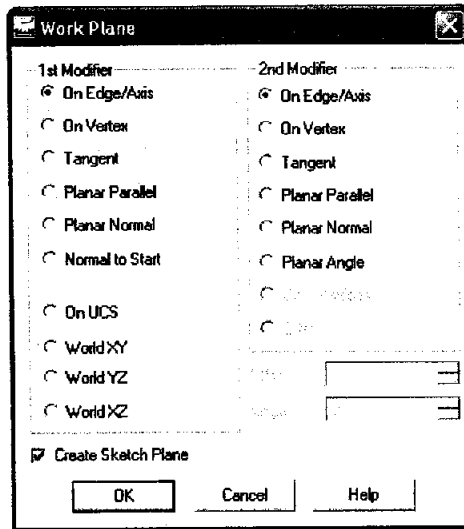 Work Plane
1st Modifier
On Edge/Axis
On Vertex
Tangent
Planar Parallel
Planar Normal
Normal to Start
On UCS
World XY
World YZ
World XZ
2nd Modifier
On Edge/Axis
On Vertex
Tangent
Planar Parallel
Planar Normal
Planar Angle
Create Sketch Plane
OK
Cancel
Help